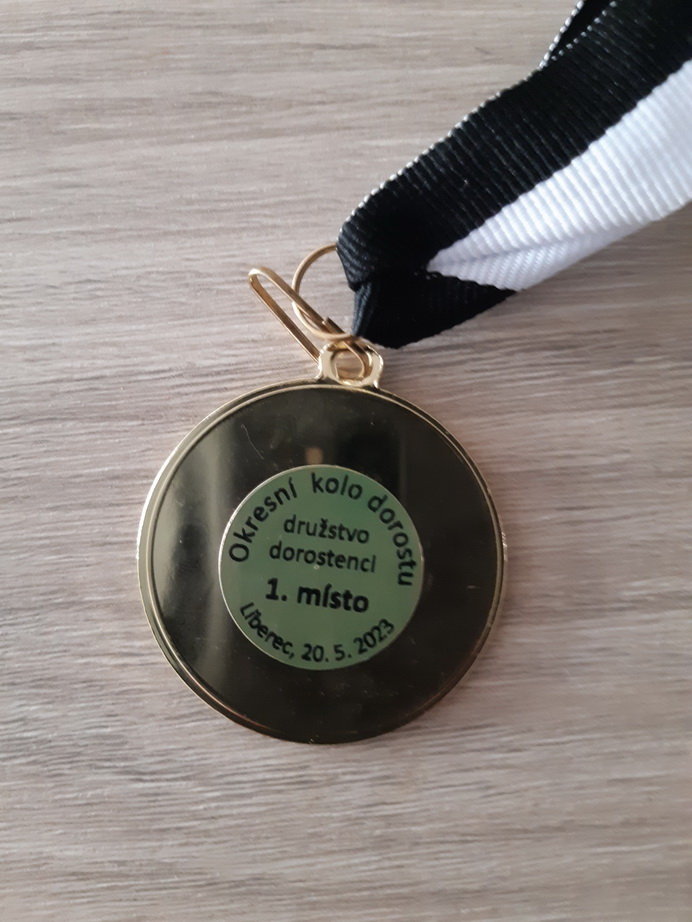 Okresní kolo dorostu
družstvo
dorostenci
1. místo
Liberec, 20. 5. 2023